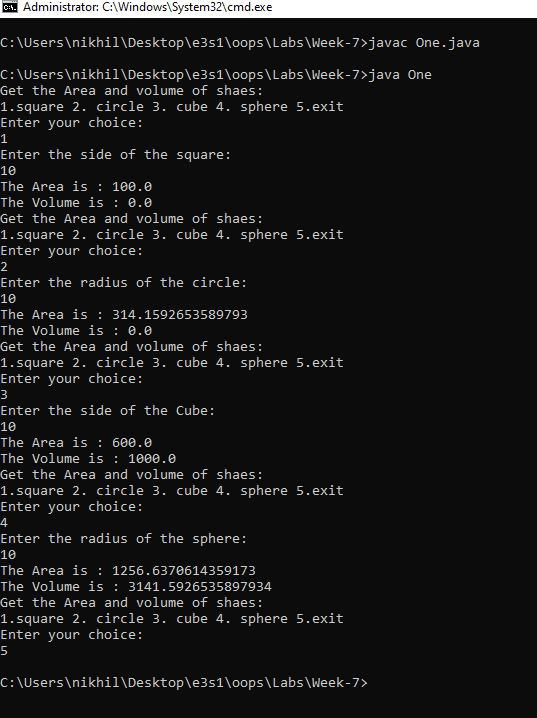 Administrator: C:\Windows\System32\cmd.exe
C:\Users\nikhil\Desktop\e3s1\oops\Labs\Week-7>javac One.java
C:\Users\nikhil\Desktop\e3s1\oops\Labs\Week-7>java One
Get the Area and volume of shaes:
1.square 2. circle 3. cube 4. sphere 5.exit
Enter your choice:
1
Enter the side of the square:
10
The Area is : 100.0
The Volume is : 0.0
Get the Area and volume of shaes:
1.square 2. circle 3. cube 4. sphere 5.exit
Enter your choice:
2
Enter the radius of the circle:
10
The Area is : 314.1592653589793
The Volume is : 0.0
Get the Area and volume of shaes:
1.square 2. circle 3. cube 4. sphere 5.exit
Enter your choice:
3
Enter the side of the Cube:
10
The Area is : 600.0
The Volume is : 1000.0
Get the Area and volume of shaes:
1.square 2. circle 3. cube 4. sphere 5.exit
Enter your choice:
4
Enter the radius of the sphere:
10
The Area is : 1256.6370614359173
The Volume is : 3141.5926535897934
Get the Area and volume of shaes:
1.square 2. circle 3. cube 4. sphere 5.exit
Enter your choice:
5
C:\Users\nikhil\Desktop\e3s1\oops\Labs\Week-7>